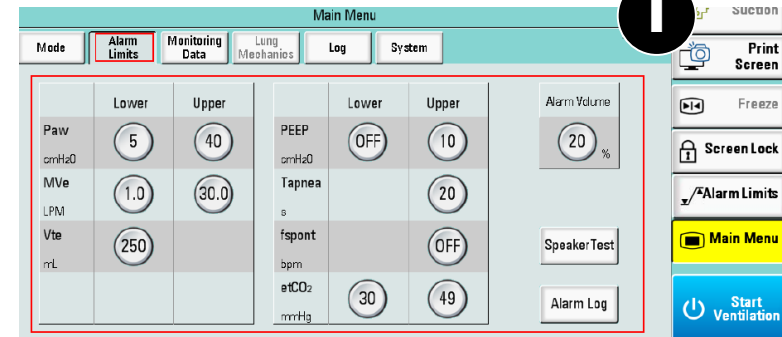 Main Menu
1
Suction
Mode
Alarm
Limits
Monitoring
Data
Lung
Mechanics
Log
System
Print
Screen
Lower Upper
Lower Upper
Alarm Volume
Freeze
Paw
cmH2O
5 40
PEEP
cmH2O
OFF 10
20 %
Screen Lock
MVe
LPM
1.0 30.0
Tapnea
s
20
Alarm Limits
Vte
mL
250
fspont
bpm
OFF
Speaker Test
Main Menu
etCO₂
mmHg
30 49
Alarm Log
Start
Ventilation